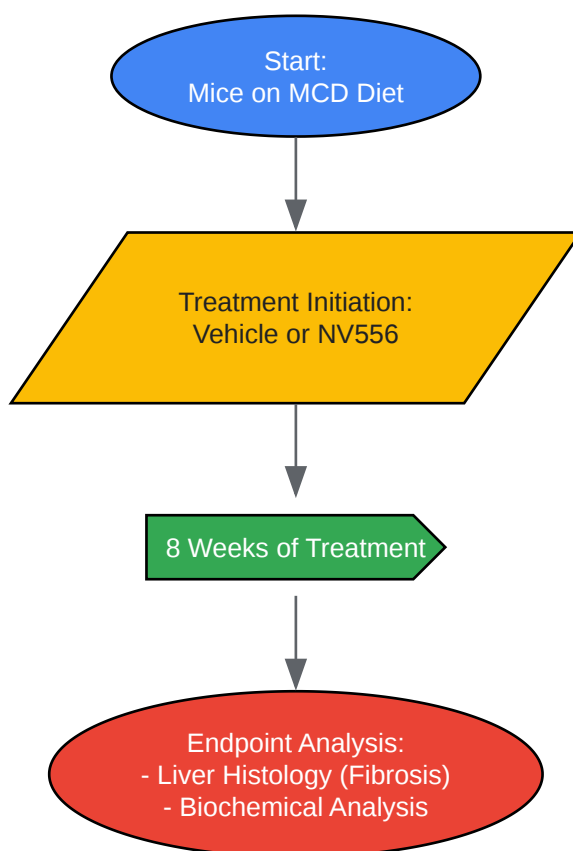 Start:
Mice on MCD Diet
Treatment Initiation:
Vehicle or NV556
8 Weeks of Treatment
Endpoint Analysis:
- Liver Histology (Fibrosis)
- Biochemical Analysis